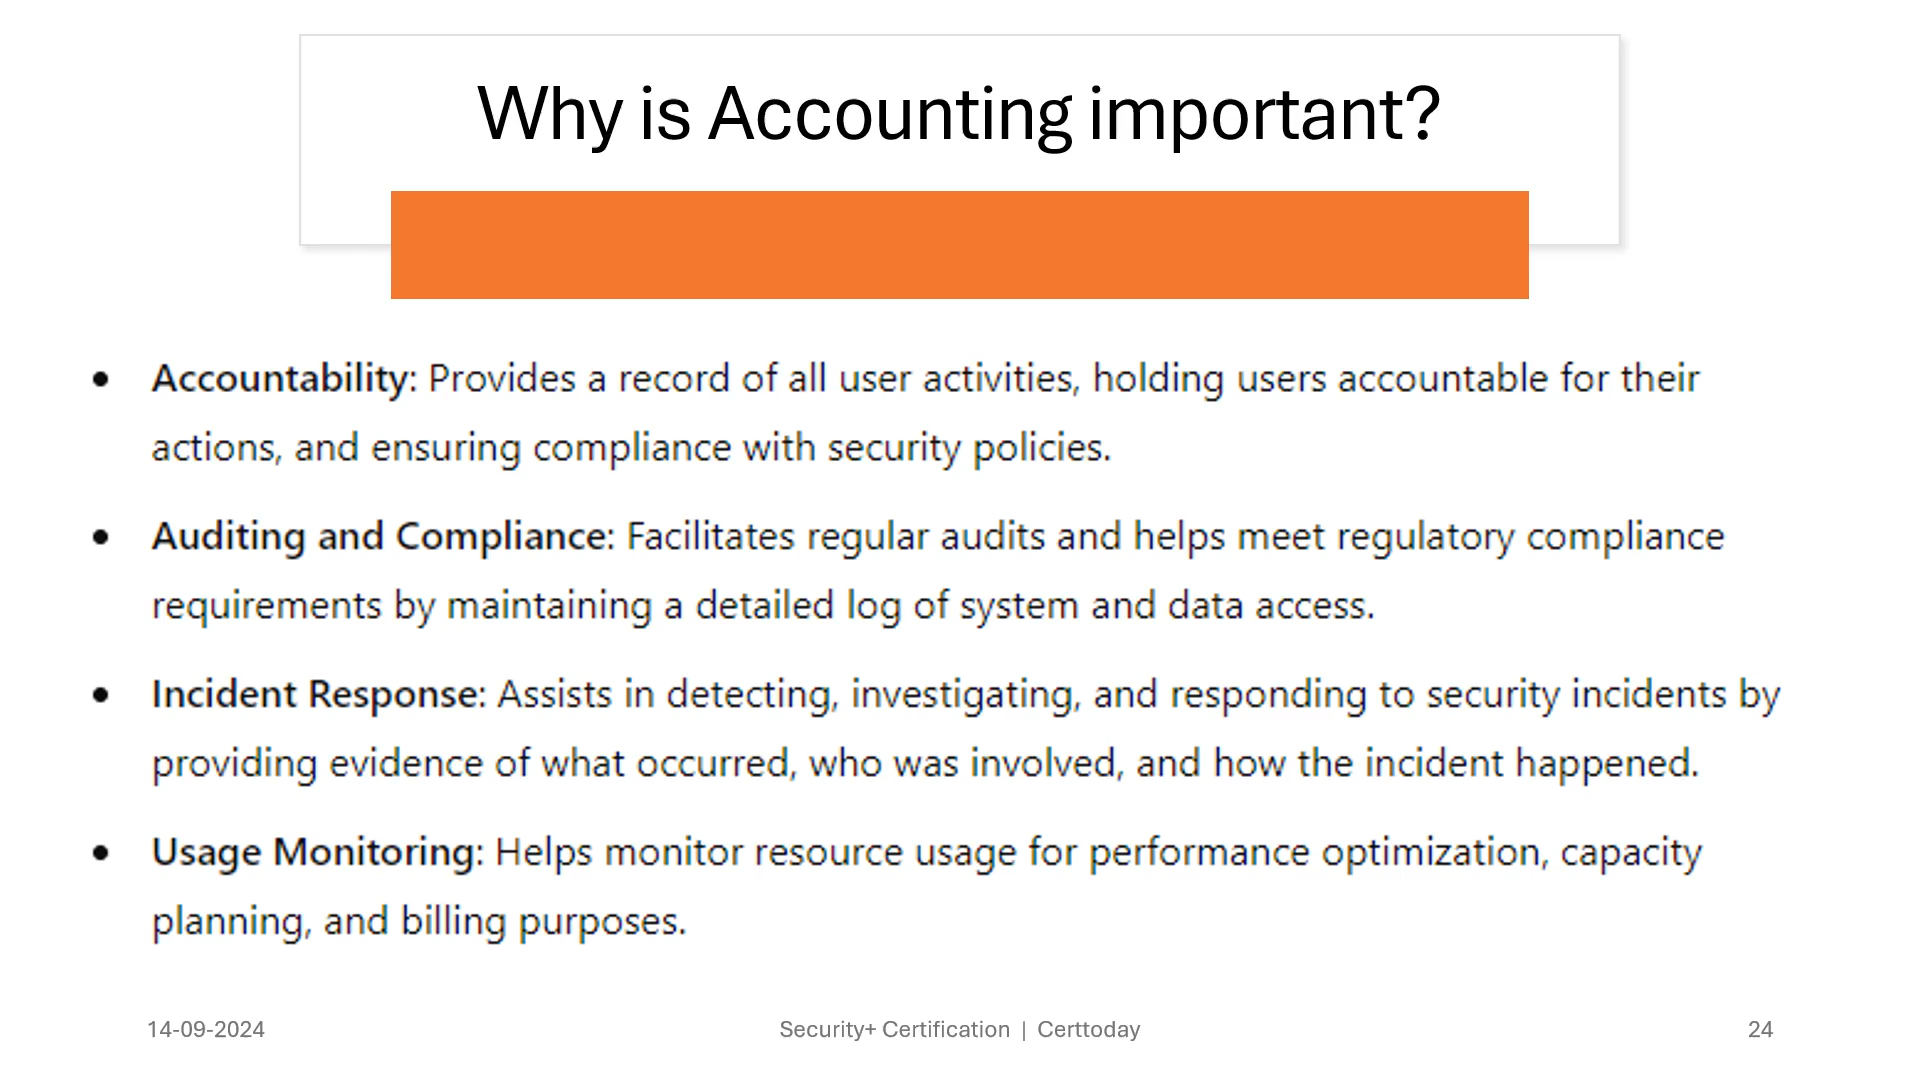 Why is Accounting important?
• Accountability: Provides a record of all user activities, holding users accountable for their
actions, and ensuring compliance with security policies.
• Auditing and Compliance: Facilitates regular audits and helps meet regulatory compliance
requirements by maintaining a detailed log of system and data access.
• Incident Response: Assists in detecting, investigating, and responding to security incidents by
providing evidence of what occurred, who was involved, and how the incident happened.
• Usage Monitoring: Helps monitor resource usage for performance optimization, capacity
planning, and billing purposes.
14-09-2024
Security+ Certification | Certtoday
24